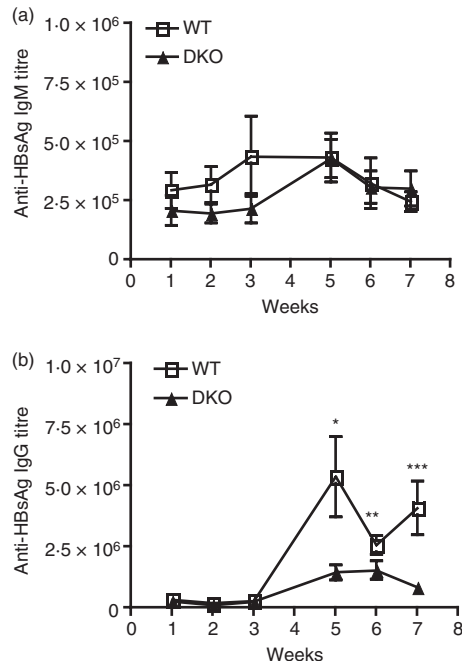 (a)
1·0 × 10⁶
WT
DKO
7·5 × 10⁵
5·0 × 10⁵
2·5 × 10⁵
0
Anti-HBsAg IgM titre
0 1 2 3 4 5 6 7 8
Weeks
(b)
1·0 × 10⁷
WT
DKO
7·5 × 10⁶
5·0 × 10⁶
2·6 × 10⁶
0
Anti-HBsAg IgG titre
*
**
***
0 1 2 3 4 5 6 7 8
Weeks